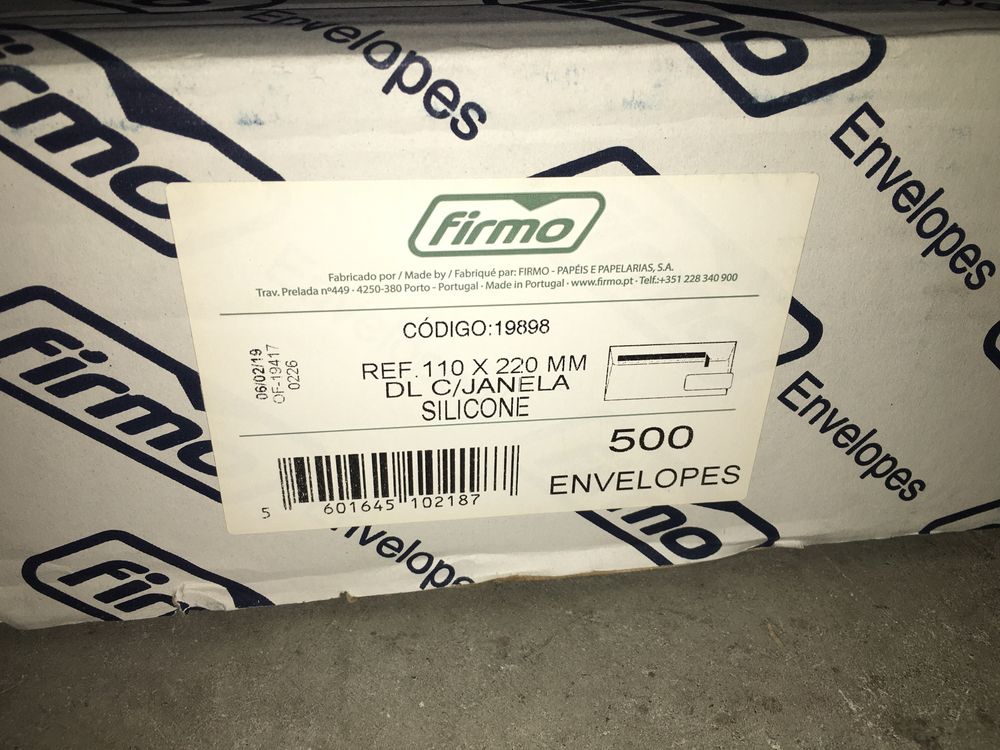 Envelopes
firmo
firmo
Envelopes
firmo
Fabricado por / Made by / Fabriqué par: FIRMO - PAPÉIS E PAPELARIAS, S.A.
Trav. Prelada nº449 · 4250-380 Porto - Portugal · Made in Portugal · www.firmo.pt · Telf.:+351 228 340 900
CÓDIGO:19898
06/02/19
OF-19417
0226
REF.110 X 220 MM
DL C/JANELA
SILICONE
500
ENVELOPES
5 601645 102187
firmo
Envelopes
Envelopes
firmo
firmo